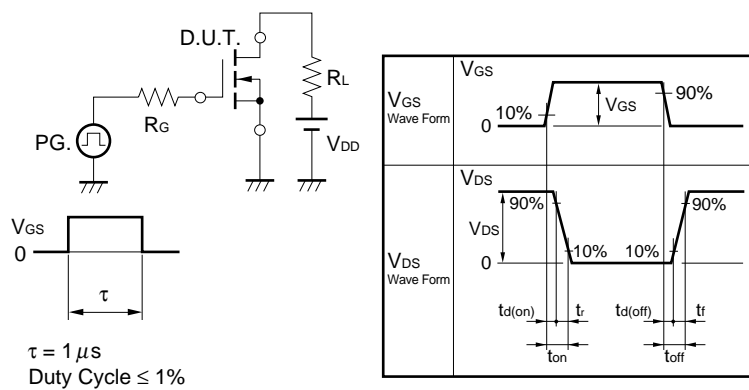 D.U.T.
RL
RG
PG.
VDD
VGS
0
τ
τ = 1 μs
Duty Cycle ≤ 1%
VGS
Wave Form
VGS
10%
90%
VGS
0
VDS
Wave Form
VDS
90%
90%
VDS
10%
10%
0
td(on)
tr
td(off)
tf
ton
toff